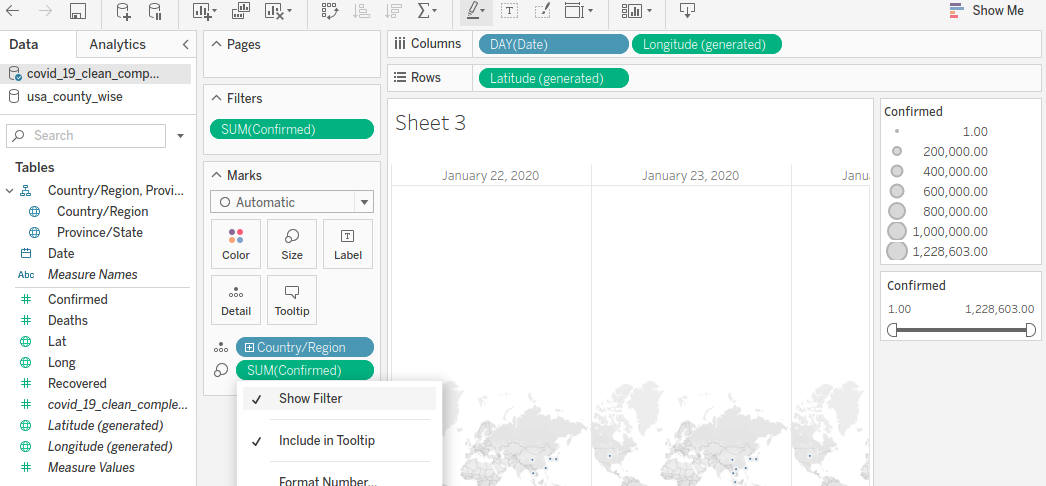 Show Me
Data
Analytics
covid_19_clean_comp...
usa_county_wise
Search
Tables
Country/Region, Provi...
Country/Region
Province/State
Date
Abc Measure Names
Confirmed
Deaths
Lat
Long
Recovered
covid_19_clean_comple...
Latitude (generated)
Longitude (generated)
Measure Values
Pages
Filters
SUM(Confirmed)
Marks
Automatic
Color
Size
T
Label
Detail
Tooltip
Country/Region
SUM(Confirmed)
Show Filter
Include in Tooltip
Format Number...
Columns
DAY(Date)
Longitude (generated)
Rows
Latitude (generated)
Sheet 3
January 22, 2020
January 23, 2020
Janu
Confirmed
1.00
200,000.00
400,000.00
600,000.00
800,000.00
1,000,000.00
1,228,603.00
Confirmed
1.00 1,228,603.00